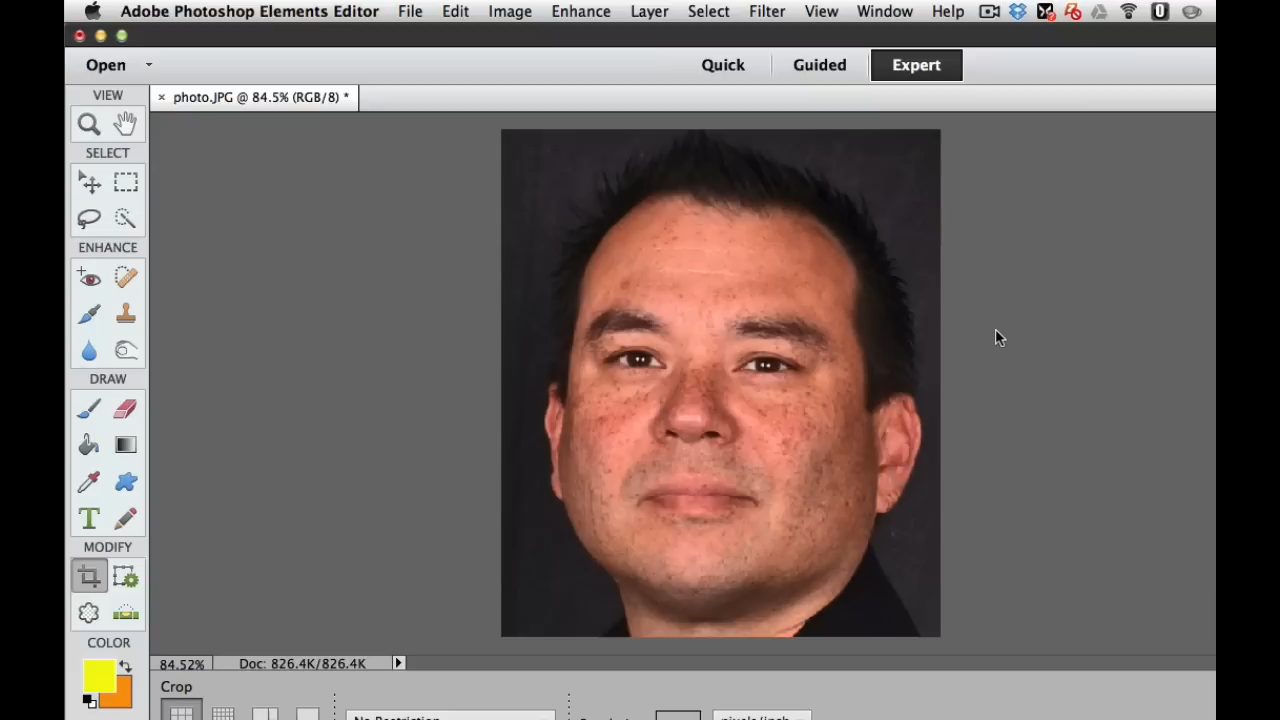 Adobe Photoshop Elements Editor File Edit Image Enhance Layer Select Filter View Window Help
Open Quick Guided Expert
VIEW
× photo.JPG @ 84.5% (RGB/8) *
SELECT
ENHANCE
DRAW
T
MODIFY
COLOR
84.52% Doc: 826.4K/826.4K
Crop
No Restriction pixels/inch